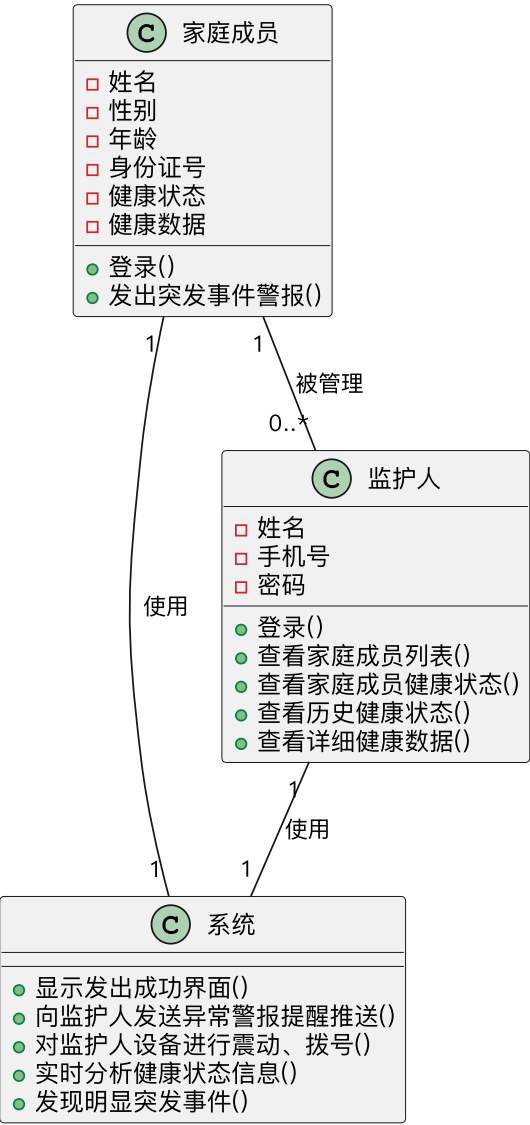 C 家庭成员
姓名
性别
年龄
身份证号
健康状态
健康数据
登录()
发出突发事件警报()
1
1
被管理
0..*
C 监护人
姓名
手机号
密码
登录()
查看家庭成员列表()
查看家庭成员健康状态()
查看历史健康状态()
查看详细健康数据()
使用
1
使用
1
1
C 系统
显示发出成功界面()
向监护人发送异常警报提醒推送()
对监护人设备进行震动、拨号()
实时分析健康状态信息()
发现明显突发事件()